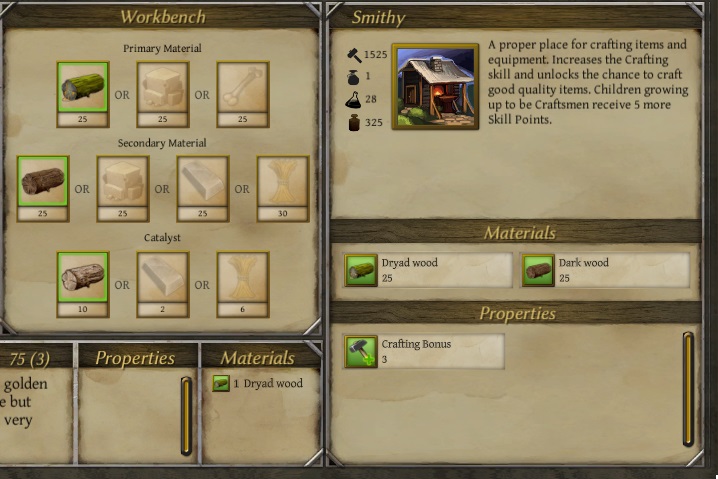 Workbench
Primary Material
OR OR
25 25 25
Secondary Material
OR OR OR
25 25 25 30
Catalyst
OR OR
10 2 6
75 (3)
golden
e but
very
Properties
Materials
1 Dryad wood
Smithy
1525
1
28
325
A proper place for crafting items and
equipment. Increases the Crafting
skill and unlocks the chance to craft
good quality items. Children growing
up to be Craftsmen receive 5 more
Skill Points.
Materials
Dryad wood
25
Dark wood
25
Properties
Crafting Bonus
3